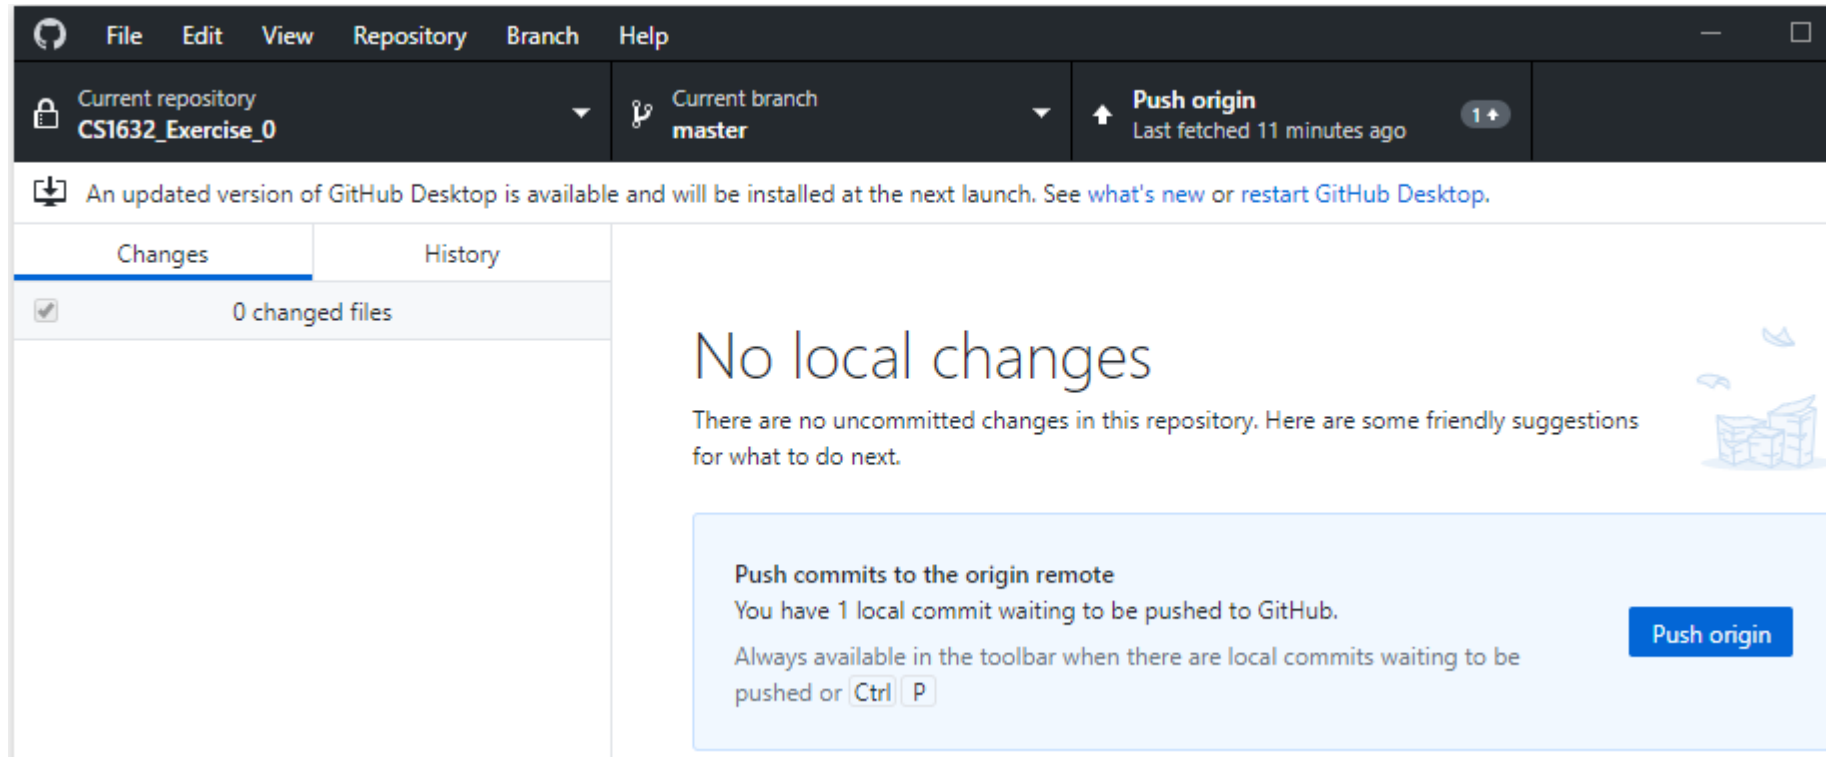 File Edit View Repository Branch Help
Current repository
CS1632_Exercise_0
Current branch
master
Push origin
Last fetched 11 minutes ago
1
An updated version of GitHub Desktop is available and will be installed at the next launch. See what's new or restart GitHub Desktop.
Changes
History
0 changed files
No local changes
There are no uncommitted changes in this repository. Here are some friendly suggestions
for what to do next.
Push commits to the origin remote
You have 1 local commit waiting to be pushed to GitHub.
Always available in the toolbar when there are local commits waiting to be
pushed or Ctrl P
Push origin